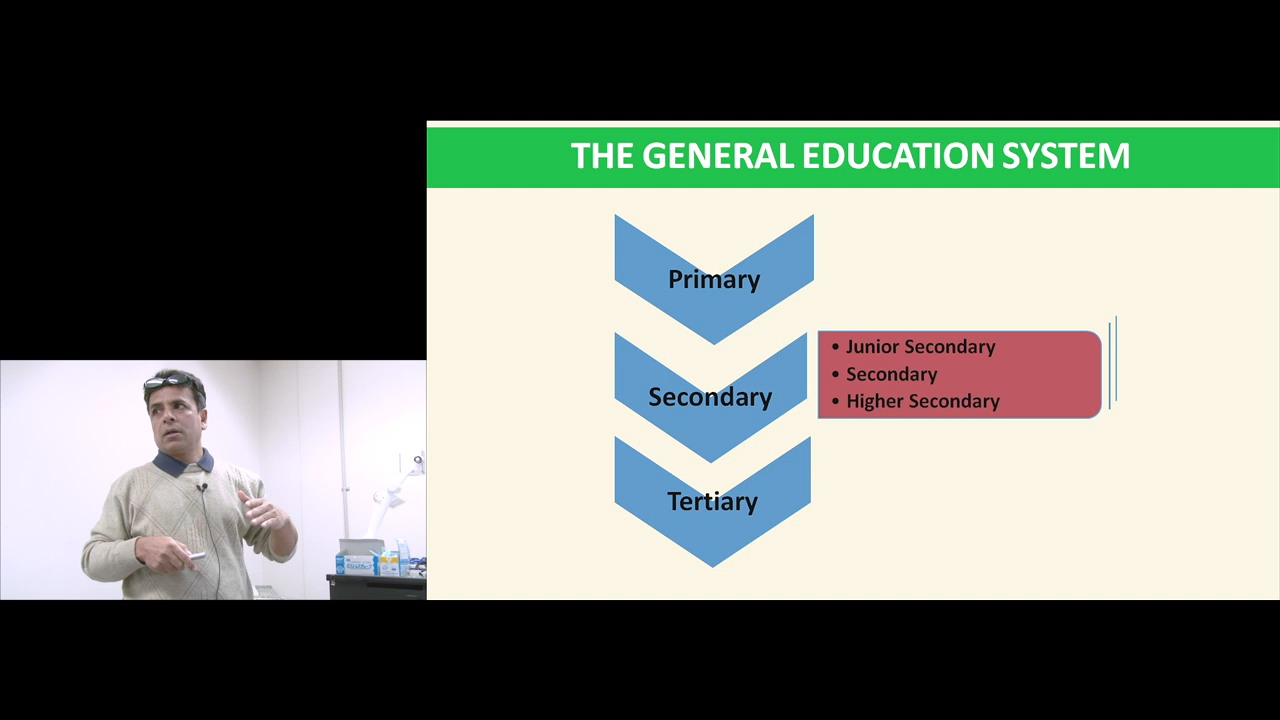 THE GENERAL EDUCATION SYSTEM
Primary
Secondary
• Junior Secondary
• Secondary
• Higher Secondary
Tertiary